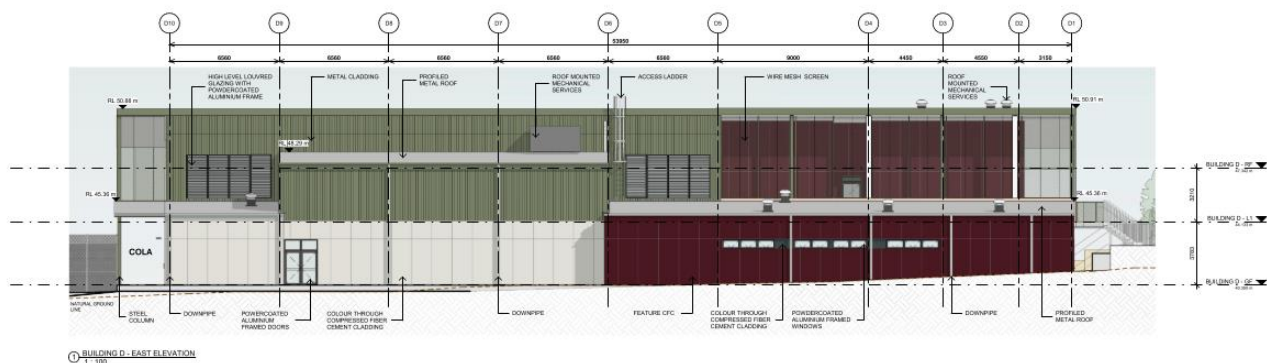 D10 D9 D8 D7 D6 D5 D4 D3 D2 D1
53950
6560 6560 6560 6560 6560 9000 4450 4550 3150
HIGH LEVEL LOUVRED
GLAZING WITH
POWDERCOATED
ALUMINIUM FRAME
METAL CLADDING
PROFILED
METAL ROOF
ROOF MOUNTED
MECHANICAL
SERVICES
ACCESS LADDER
WIRE MESH SCREEN
ROOF
MOUNTED
MECHANICAL
SERVICES
RL 50.88 m
RL 50.91 m
RL 48.29 m
BUILDING D - RF
RL 45.36 m
RL 45.36 m
3210
BUILDING D - L1
COLA
3763
BUILDING D - GF
NATURAL GROUND
LINE
STEEL
COLUMN
DOWNPIPE
POWERCOATED
ALUMINIUM
FRAMED DOORS
COLOUR THROUGH
COMPRESSED FIBER
CEMENT CLADDING
DOWNPIPE
FEATURE CFC
COLOUR THROUGH
COMPRESSED FIBER
CEMENT CLADDING
POWDERCOATED
ALUMINIUM FRAMED
WINDOWS
DOWNPIPE
PROFILED
METAL ROOF
1 BUILDING D - EAST ELEVATION
1 : 100